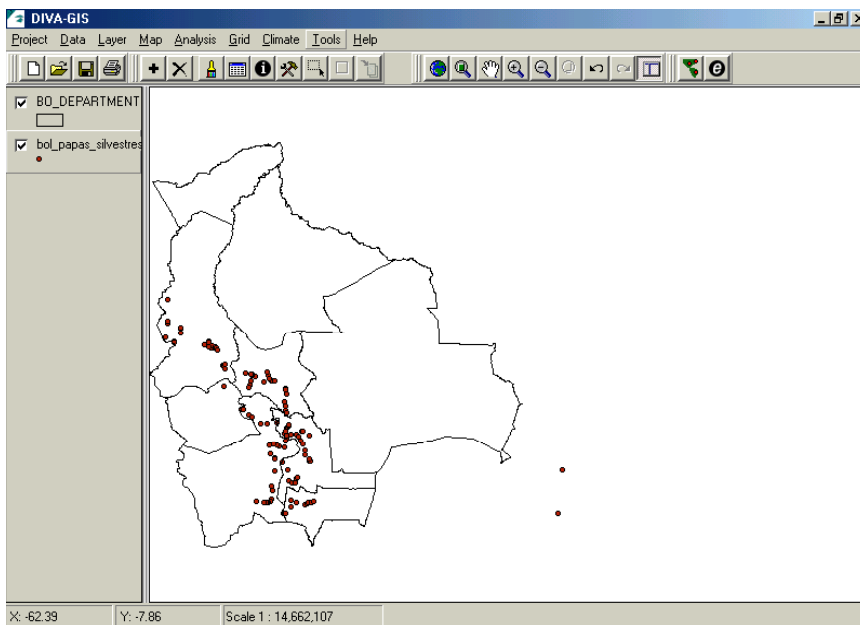 DIVA-GIS
Project Data Layer Map Analysis Grid Climate Tools Help
BO_DEPARTMENT
bol_papas_silvestres
X: -62.39 Y: -7.86 Scale 1 : 14,662,107